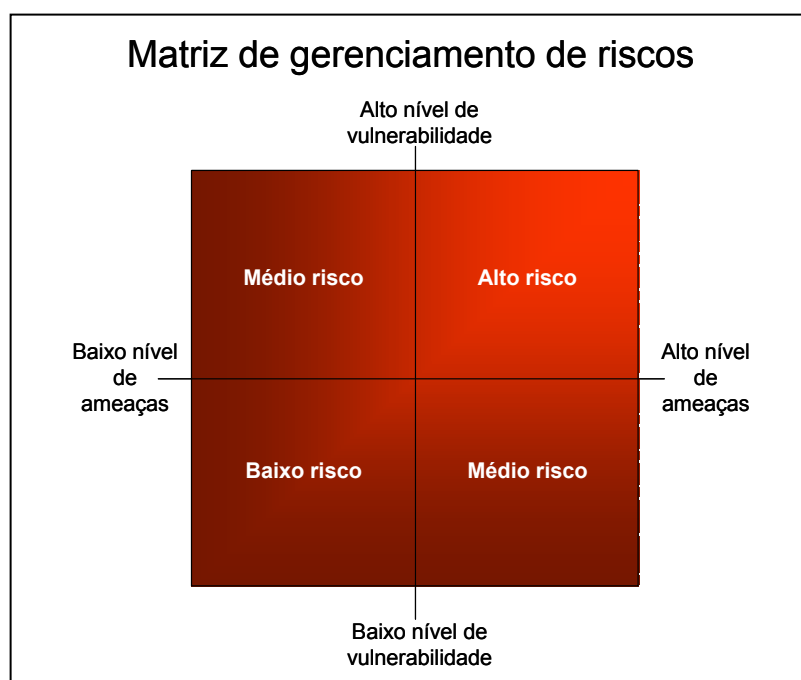 Matriz de gerenciamento de riscos
Alto nível de
vulnerabilidade
Médio risco
Alto risco
Baixo nível
de
ameaças
Alto nível
de
ameaças
Baixo risco
Médio risco
Baixo nível de
vulnerabilidade